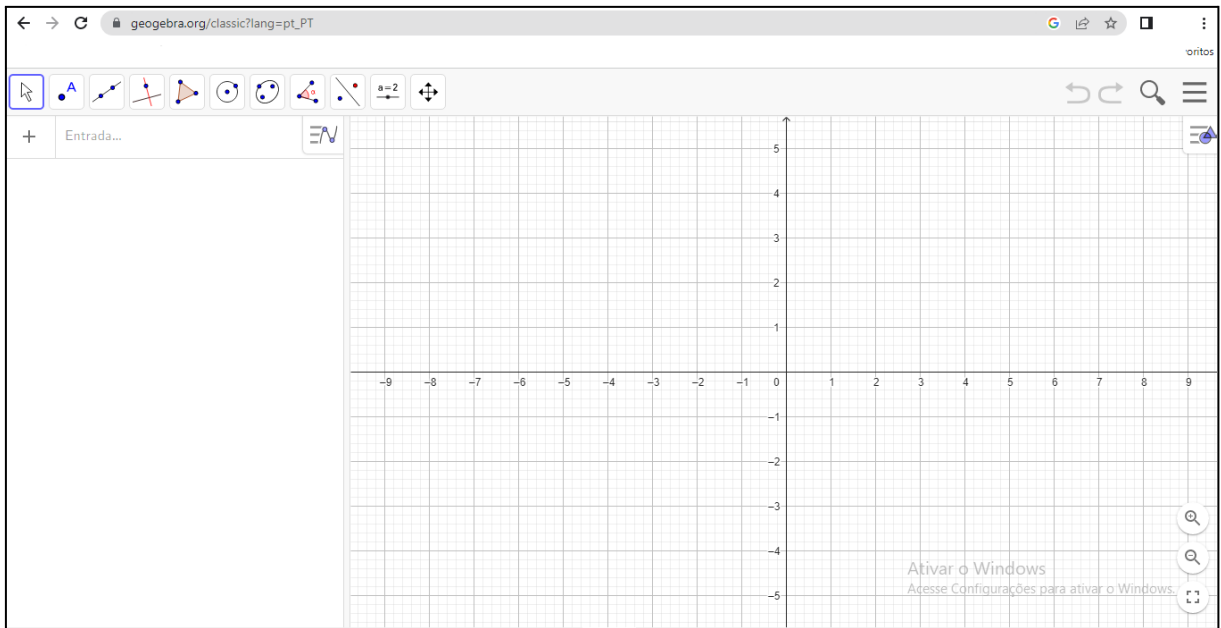 geogebra.org/classic?lang=pt_PT
oritos
A
α
a=2
Entrada...
5
4
3
2
1
–9 –8 –7 –6 –5 –4 –3 –2 –1 0 1 2 3 4 5 6 7 8 9
–1
–2
–3
–4
Ativar o Windows
Acesse Configurações para ativar o Windows.
–5